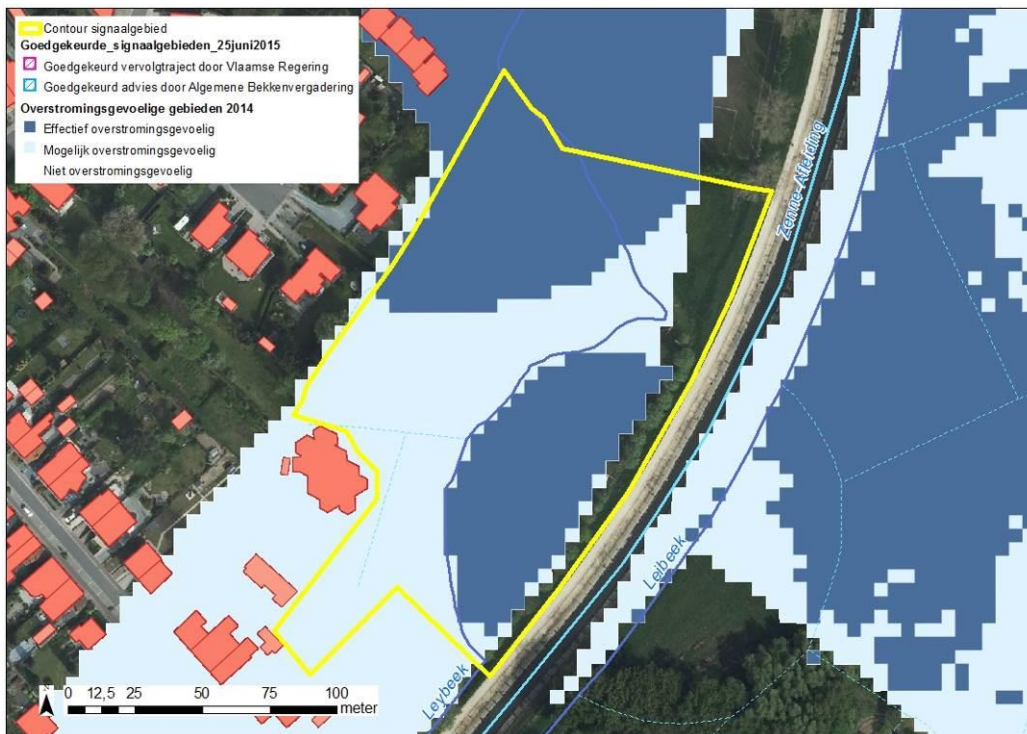 Contour signaalgebied
Goedgekeurde_signaalgebieden_25juni2015
Goedgekeurd vervolgtraject door Vlaamse Regering
Goedgekeurd advies door Algemene Bekkenvergadering
Overstromingsgevoelige gebieden 2014
Effectief overstromingsgevoelig
Mogelijk overstromingsgevoelig
Niet overstromingsgevoelig
Zenne-Afleiding
Leibeek
Leybeek
0 12,5 25 50 75 100
meter